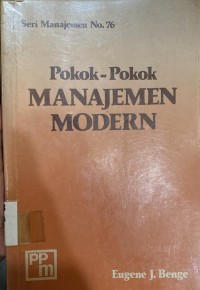 Seri Manajemen No. 76
Pokok-Pokok
MANAJEMEN
MODERN
ppm
Eugene J. Benge